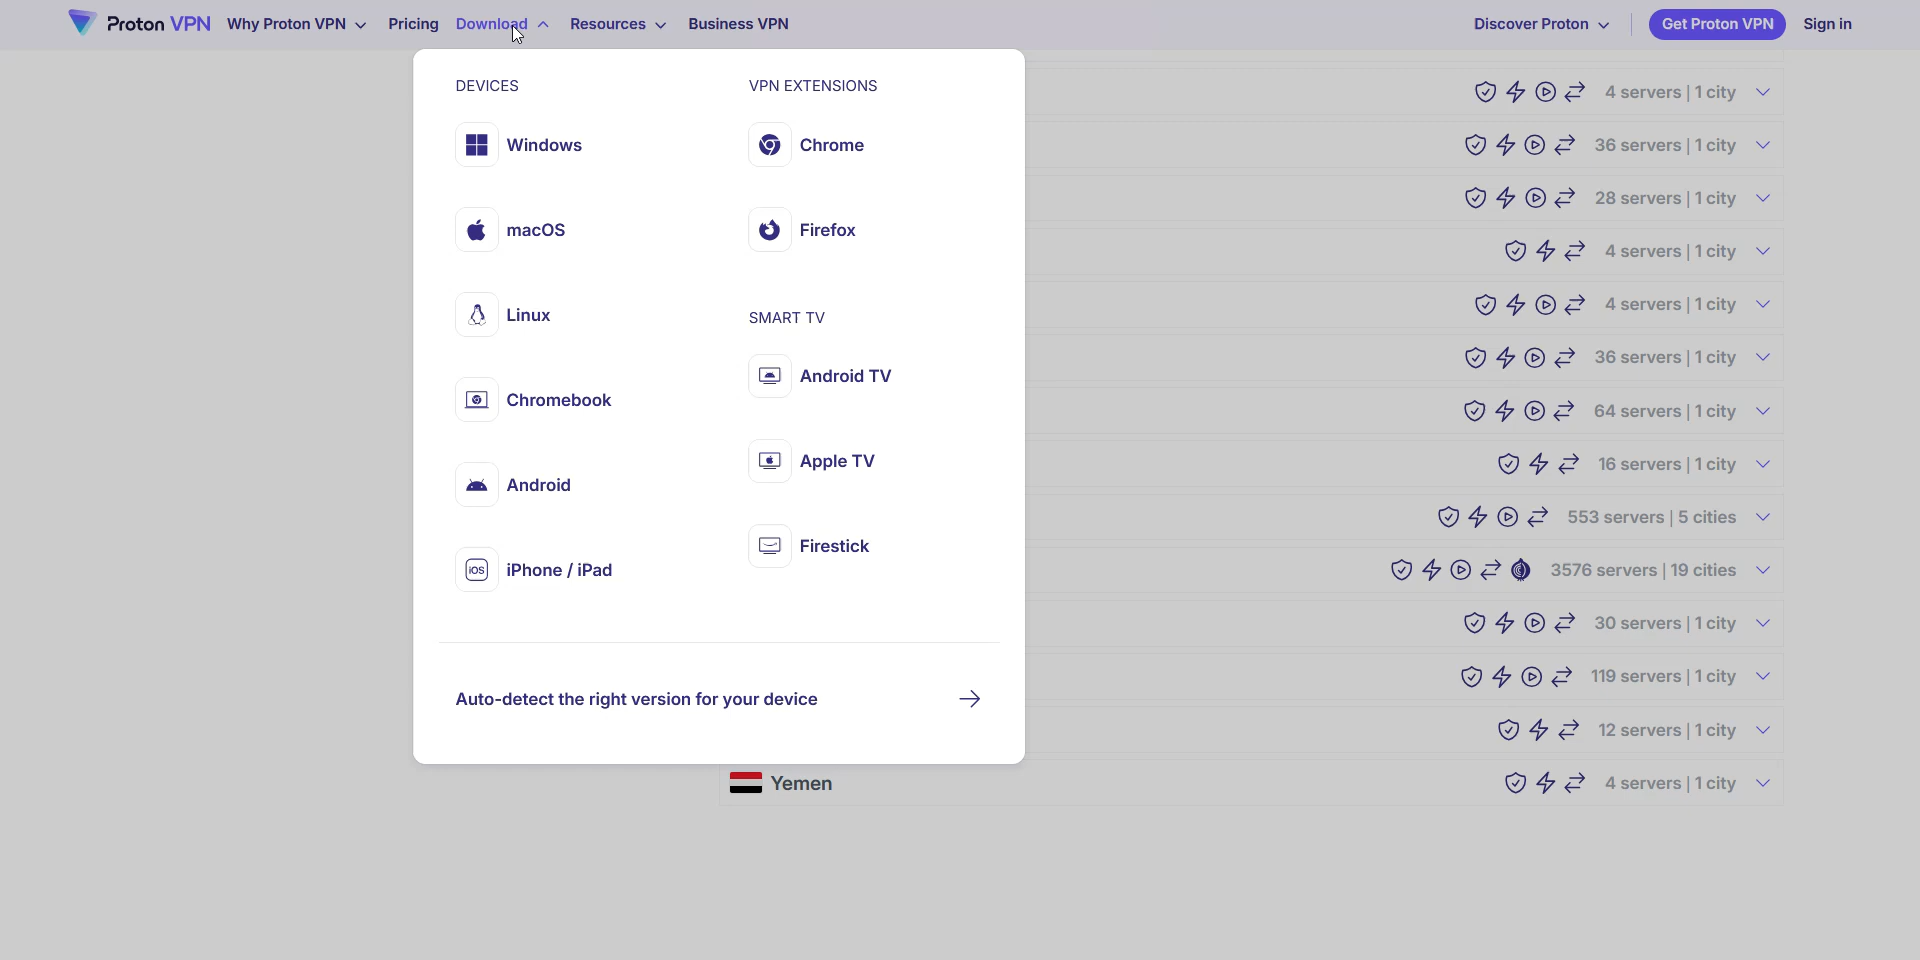 Proton VPN
Why Proton VPN
Pricing
Download
Resources
Business VPN
Discover Proton
Get Proton VPN
Sign in
DEVICES
Windows
macOS
Linux
Chromebook
Android
iOS
iPhone / iPad
VPN EXTENSIONS
Chrome
Firefox
SMART TV
Android TV
Apple TV
Firestick
Auto-detect the right version for your device
4 servers | 1 city
36 servers | 1 city
28 servers | 1 city
4 servers | 1 city
4 servers | 1 city
36 servers | 1 city
64 servers | 1 city
16 servers | 1 city
553 servers | 5 cities
3576 servers | 19 cities
30 servers | 1 city
119 servers | 1 city
12 servers | 1 city
Yemen
4 servers | 1 city